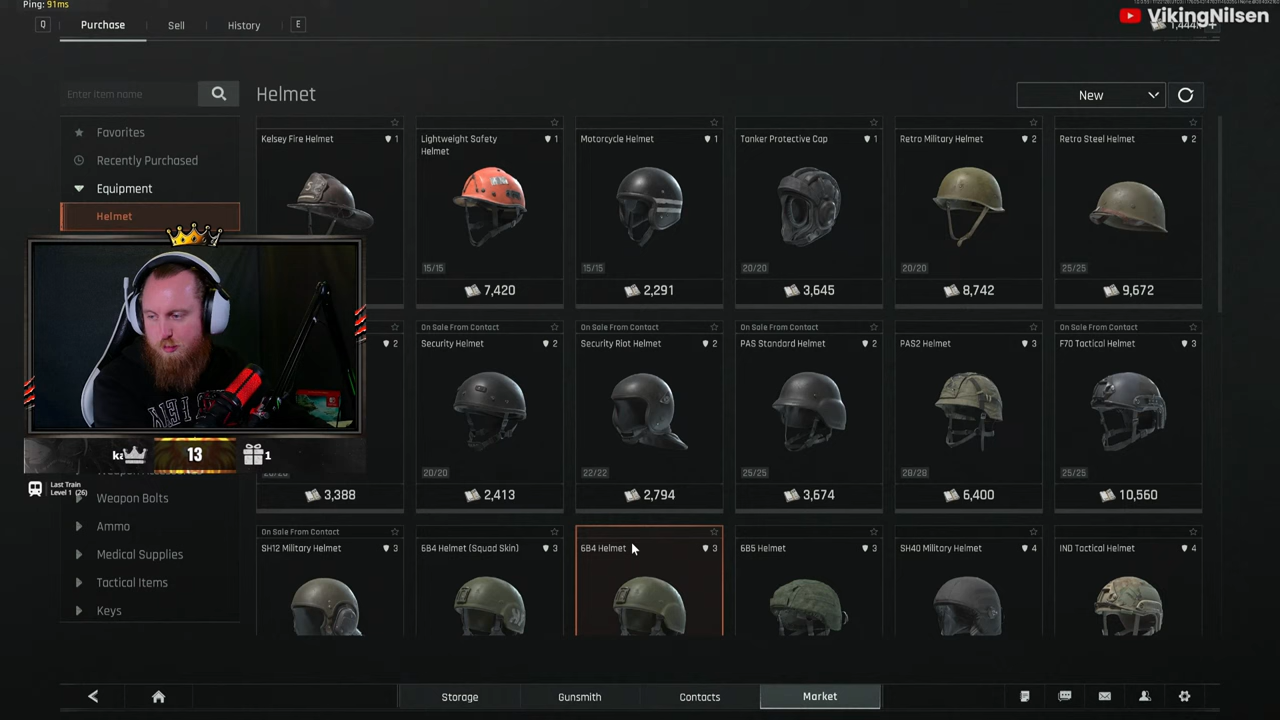 Ping: 91ms
VikingNilsen
Q Purchase Sell History E
1,444
Enter item name
Helmet
New
Favorites
Recently Purchased
Equipment
Helmet
Kelsey Fire Helmet 1
Lightweight Safety Helmet 1
15/15
7,420
Motorcycle Helmet 1
15/15
2,291
Tanker Protective Cap 1
20/20
3,645
Retro Military Helmet 2
20/20
8,742
Retro Steel Helmet 2
25/25
9,672
2
3,388
On Sale From Contact
Security Helmet 2
20/20
2,413
On Sale From Contact
Security Riot Helmet 2
22/22
2,794
On Sale From Contact
PAS Standard Helmet 2
25/25
3,674
PAS2 Helmet 3
28/28
6,400
On Sale From Contact
F70 Tactical Helmet 3
25/25
10,560
13
1
Last Train
Level 1 (26)
Weapon Bolts
Ammo
Medical Supplies
Tactical Items
Keys
On Sale From Contact
SH12 Military Helmet 3
6B4 Helmet (Squad Skin) 3
6B4 Helmet 3
6B5 Helmet 3
SH40 Military Helmet 4
IND Tactical Helmet 4
Storage Gunsmith Contacts Market